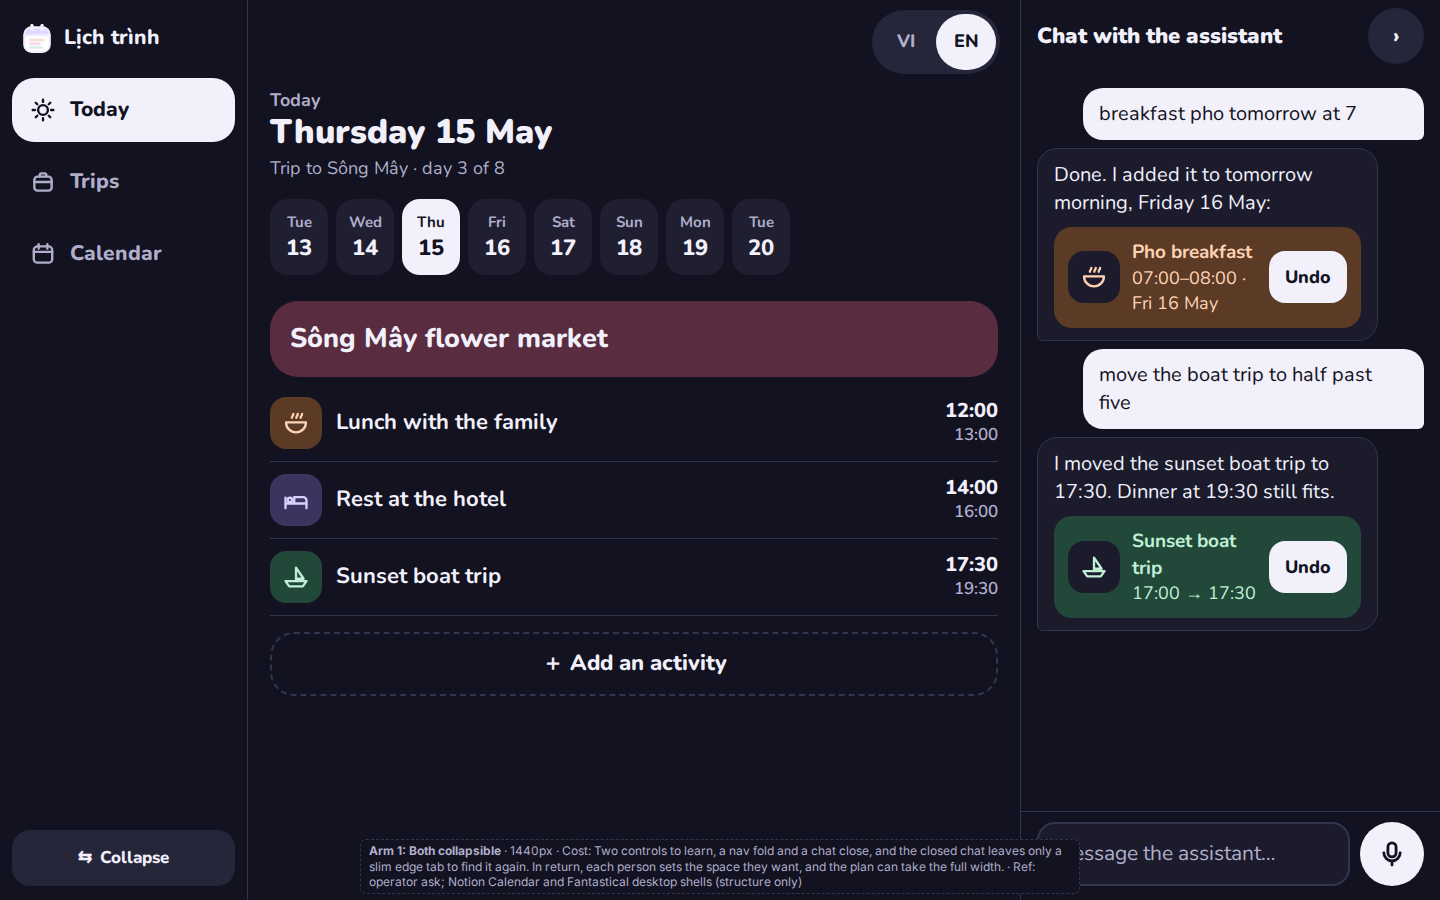 Lịch trình
Today
Trips
Calendar
⇆ Collapse
VI
EN
Today
Thursday 15 May
Trip to Sông Mây · day 3 of 8
Tue
13
Wed
14
Thu
15
Fri
16
Sat
17
Sun
18
Mon
19
Tue
20
Sông Mây flower market
Lunch with the family
12:00
13:00
Rest at the hotel
14:00
16:00
Sunset boat trip
17:30
19:30
+ Add an activity
Chat with the assistant
›
breakfast pho tomorrow at 7
Done. I added it to tomorrow
morning, Friday 16 May:
Pho breakfast
07:00–08:00 ·
Fri 16 May
Undo
move the boat trip to half past
five
I moved the sunset boat trip to
17:30. Dinner at 19:30 still fits.
Sunset boat
trip
17:00 → 17:30
Undo
essage the assistant...
Arm 1: Both collapsible · 1440px · Cost: Two controls to learn, a nav fold and a chat close, and the closed chat leaves only a
slim edge tab to find it again. In return, each person sets the space they want, and the plan can take the full width. · Ref:
operator ask; Notion Calendar and Fantastical desktop shells (structure only)